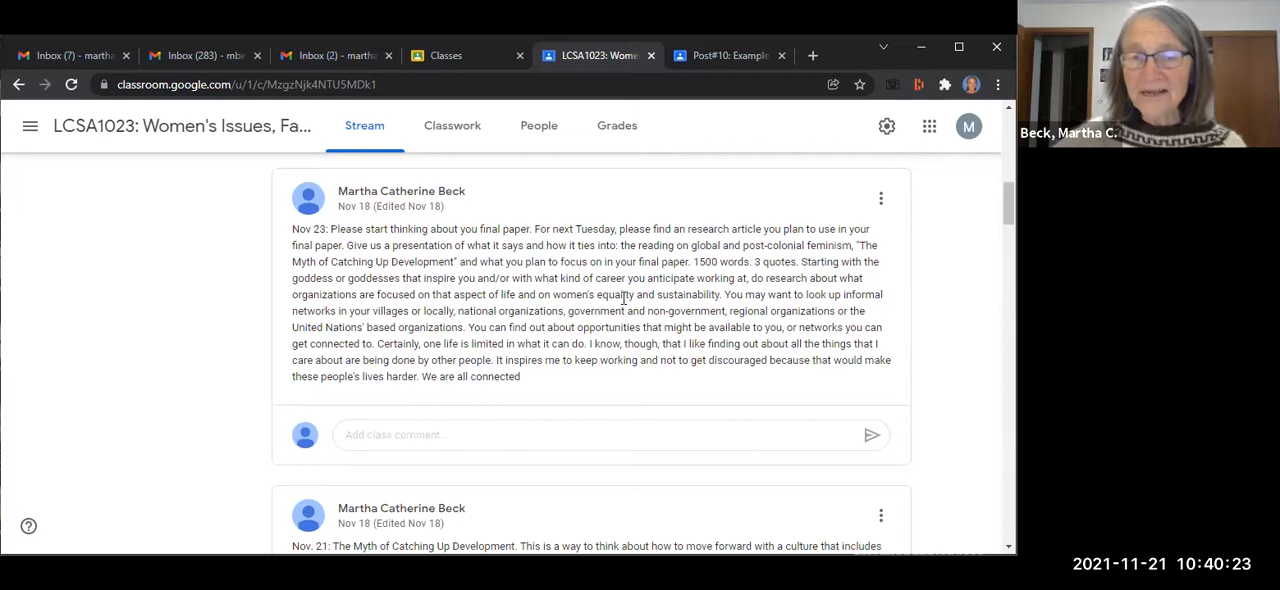 Inbox (7) - martha
Inbox (283) - mbe
Inbox (2) - martha
Classes
LCSA1023: Wome
Post#10: Example
classroom.google.com/u/1/c/MzgzNjk4NTU5MDk1
Beck, Martha C.
LCSA1023: Women's Issues, Fa...
Stream
Classwork
People
Grades
M
Martha Catherine Beck
Nov 18 (Edited Nov 18)
Nov 23: Please start thinking about you final paper. For next Tuesday, please find an research article you plan to use in your
final paper. Give us a presentation of what it says and how it ties into: the reading on global and post-colonial feminism, "The
Myth of Catching Up Development" and what you plan to focus on in your final paper. 1500 words. 3 quotes. Starting with the
goddess or goddesses that inspire you and/or with what kind of career you anticipate working at, do research about what
organizations are focused on that aspect of life and on women's equality and sustainability. You may want to look up informal
networks in your villages or locally, national organizations, government and non-government, regional organizations or the
United Nations' based organizations. You can find out about opportunities that might be available to you, or networks you can
get connected to. Certainly, one life is limited in what it can do. I know, though, that I like finding out about all the things that I
care about are being done by other people. It inspires me to keep working and not to get discouraged because that would make
these people's lives harder. We are all connected
Add class comment...
Martha Catherine Beck
Nov 18 (Edited Nov 18)
Nov. 21: The Myth of Catching Up Development. This is a way to think about how to move forward with a culture that includes
2021-11-21 10:40:23